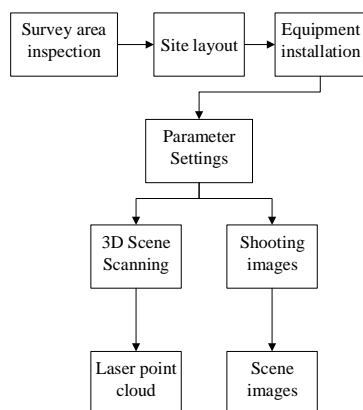 Survey area
inspection
Site layout
Equipment
installation
Parameter
Settings
3D Scene
Scanning
Shooting
images
Laser point
cloud
Scene
images